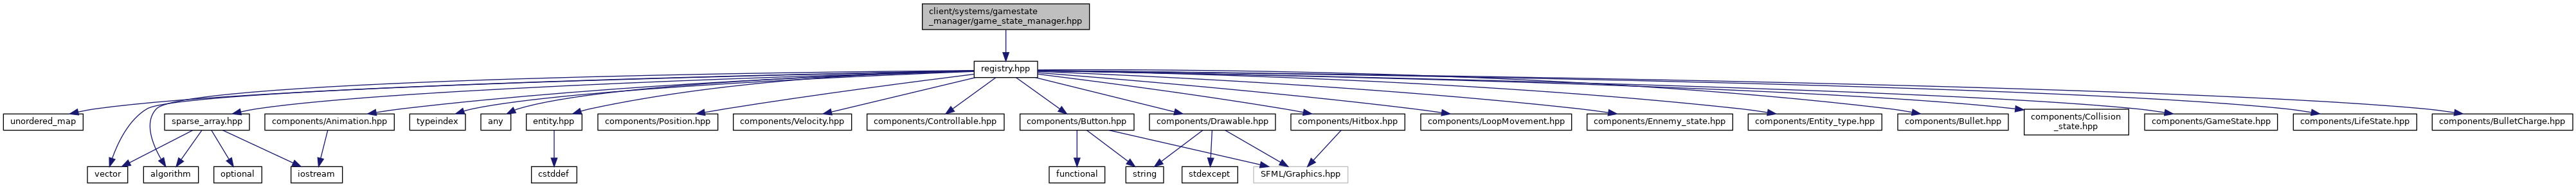 client/systems/gamestate
_manager/game_state_manager.hpp
registry.hpp
unordered_map
sparse_array.hpp
components/Animation.hpp
typeindex
any
entity.hpp
components/Position.hpp
components/Velocity.hpp
components/Controllable.hpp
components/Button.hpp
components/Drawable.hpp
components/Hitbox.hpp
components/LoopMovement.hpp
components/Ennemy_state.hpp
components/Entity_type.hpp
components/Bullet.hpp
components/Collision
_state.hpp
components/GameState.hpp
components/LifeState.hpp
components/BulletCharge.hpp
vector
algorithm
optional
iostream
cstddef
functional
string
stdexcept
SFML/Graphics.hpp